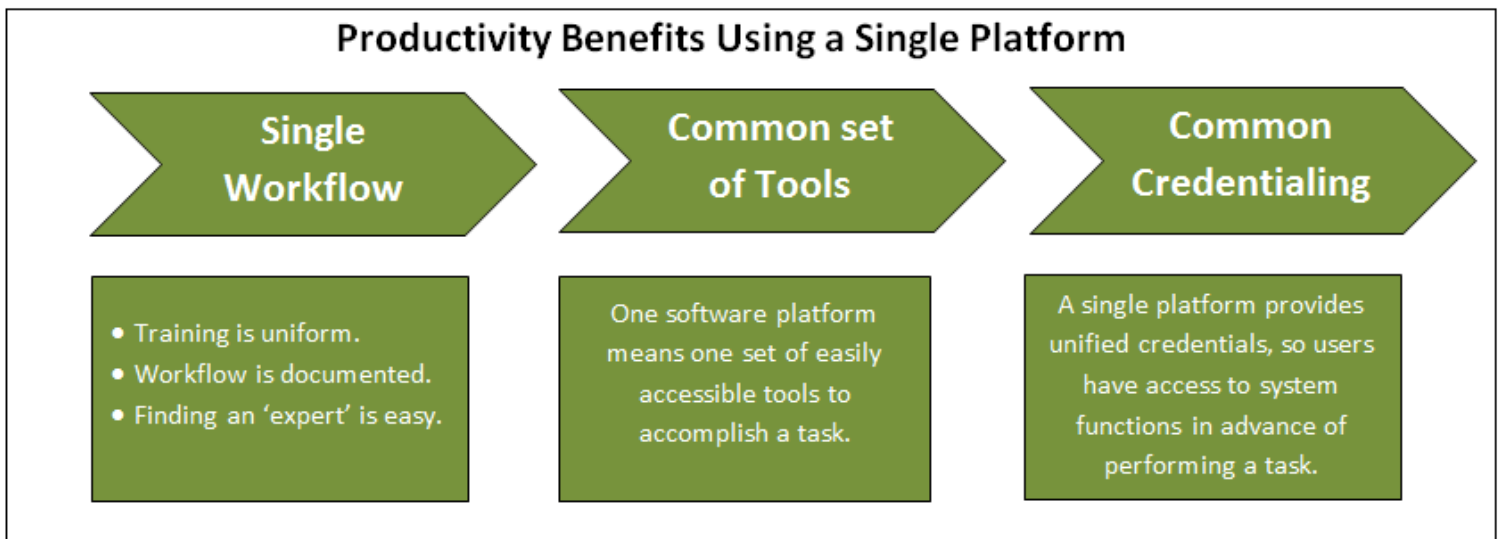 Productivity Benefits Using a Single Platform
Single
Workflow
Common set
of Tools
Common
Credentialing
• Training is uniform.
• Workflow is documented.
• Finding an ‘expert’ is easy.
One software platform
means one set of easily
accessible tools to
accomplish a task.
A single platform provides
unified credentials, so users
have access to system
functions in advance of
performing a task.